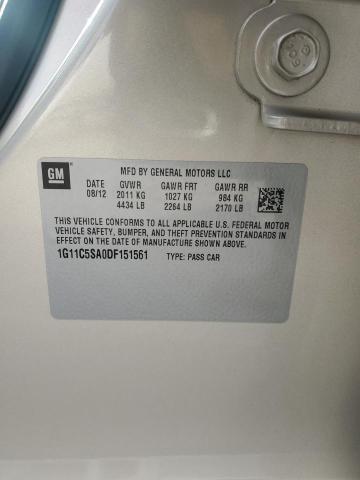 GM
MFD BY GENERAL MOTORS LLC
DATE GVWR GAWR FRT GAWR RR
08/12 2011 KG 1027 KG 984 KG
4434 LB 2264 LB 2170 LB
THIS VEHICLE CONFORMS TO ALL APPLICABLE U.S. FEDERAL MOTOR
VEHICLE SAFETY, BUMPER, AND THEFT PREVENTION STANDARDS IN
EFFECT ON THE DATE OF MANUFACTURE SHOWN ABOVE.
1G11C5SA0DF151561 TYPE: PASS CAR